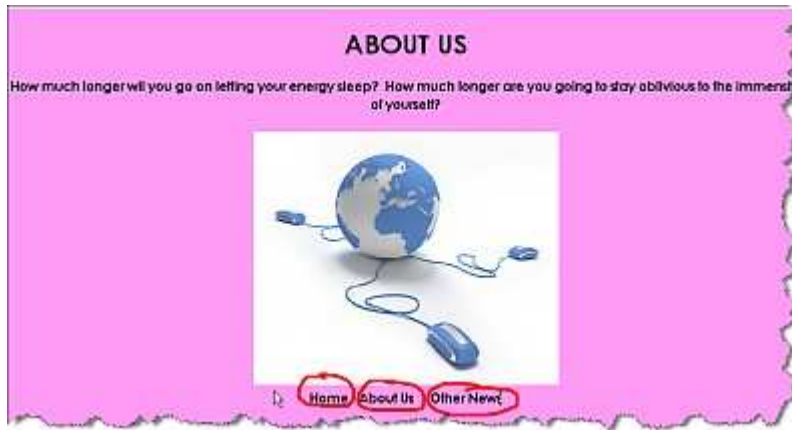 ABOUT US
How much longer will you go on letting your energy sleep? How much longer are you going to stay oblivious to the immens
of yourself?
Home About Us Other News